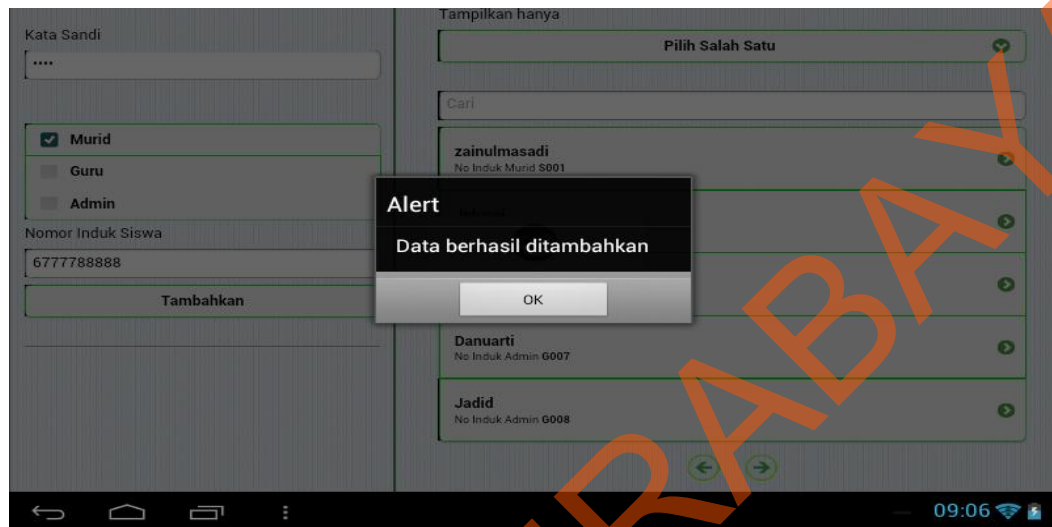 Kata Sandi
••••
Murid
Guru
Admin
Nomor Induk Siswa
6777788888
Tambahkan
Tampilkan hanya
Pilih Salah Satu
Cari
zainulmasadi
No Induk Murid S001
Alert
Data berhasil ditambahkan
OK
Danuarti
No Induk Admin G007
Jadid
No Induk Admin G008
09:06
RABAY